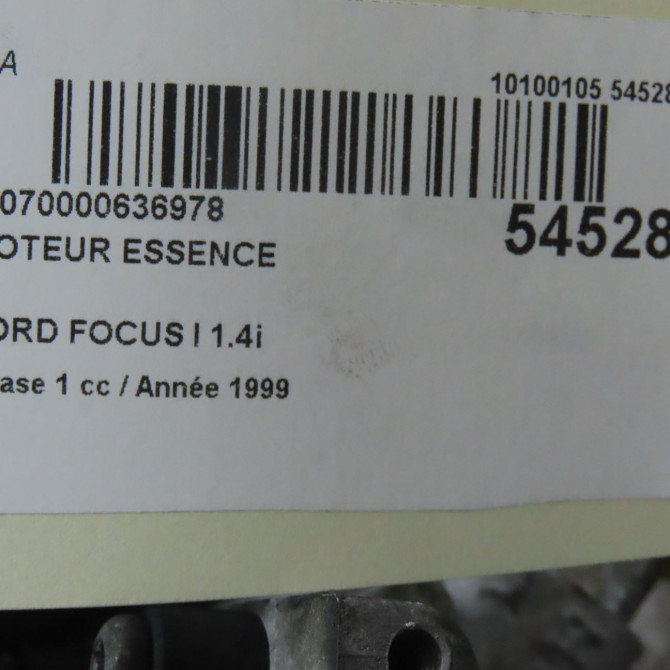 A
10100105 54528
070000636978
54528
OTEUR ESSENCE
ORD FOCUS I 1.4i
ase 1 cc / Année 1999